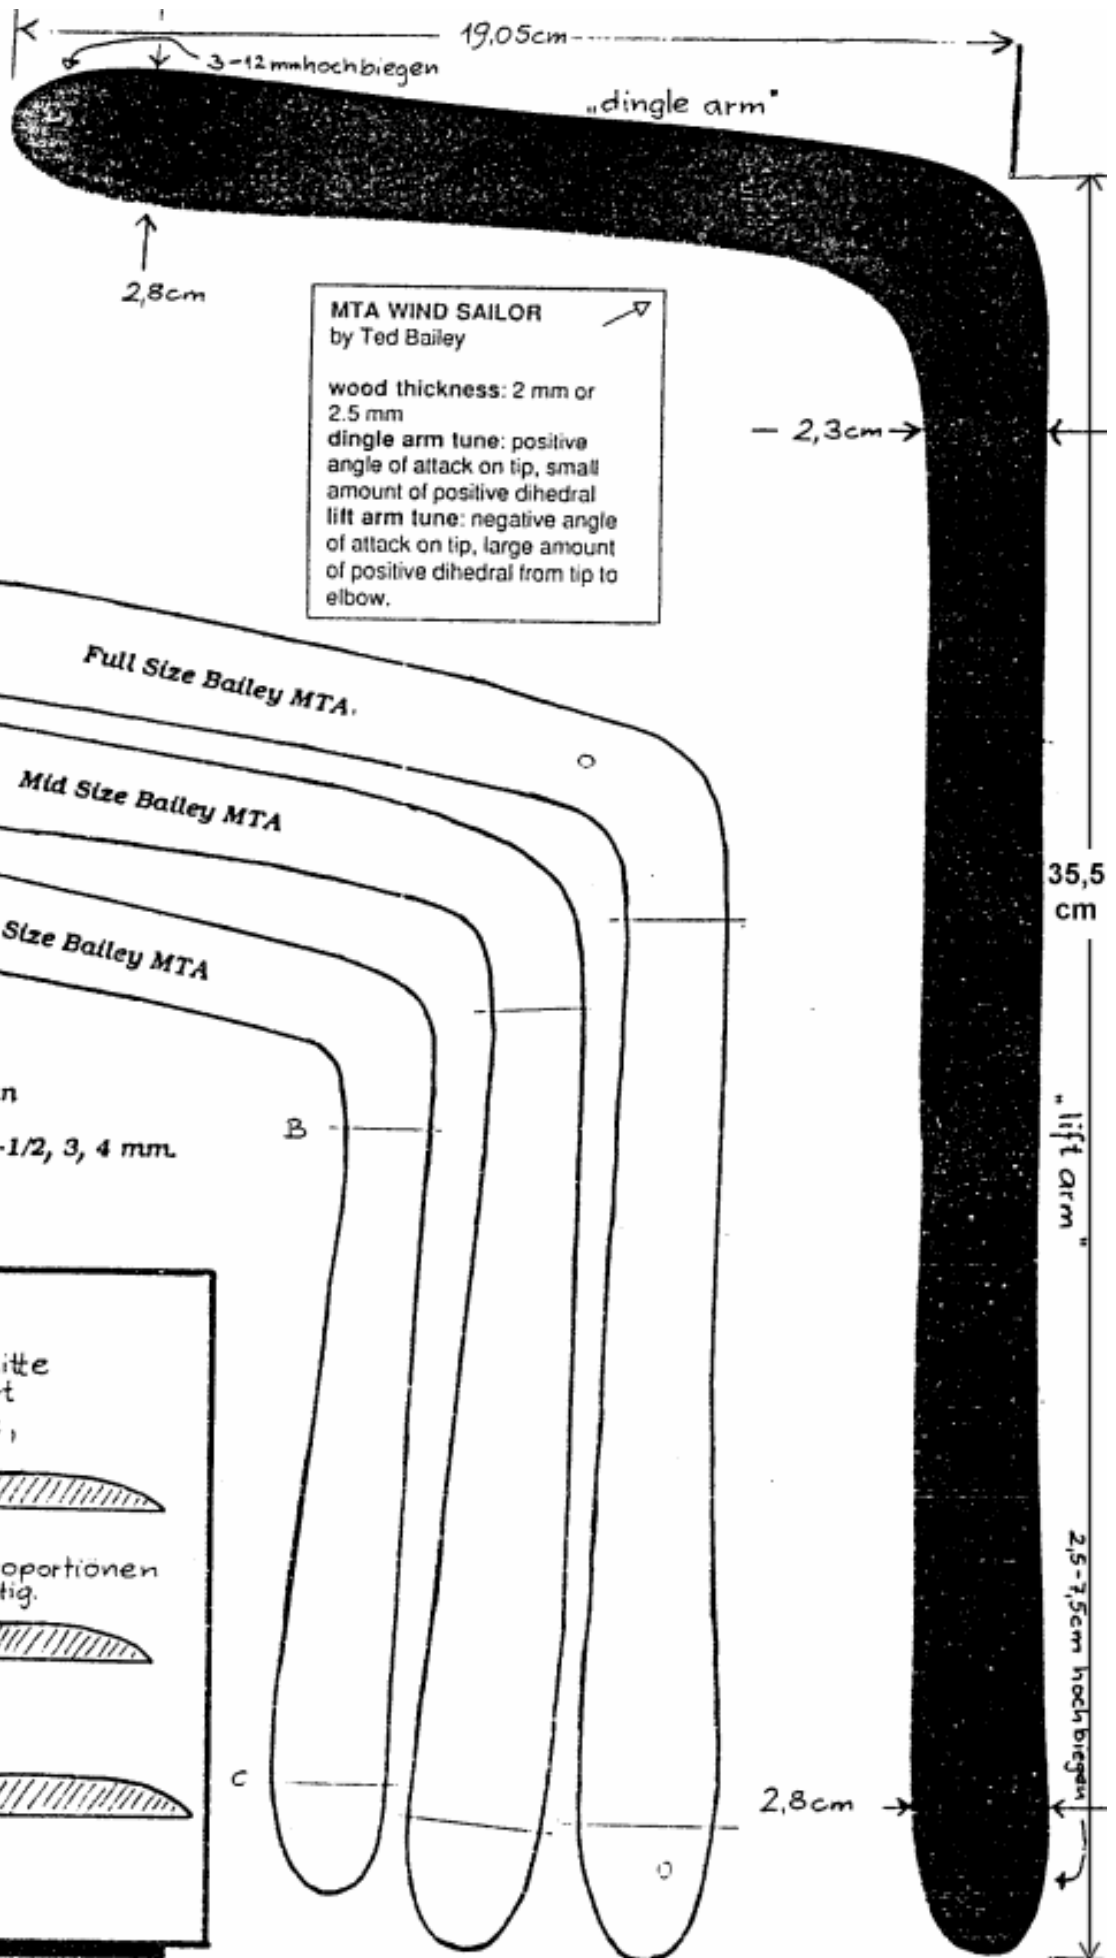 19,05cm
3-12mm hochbiegen
„dingle arm"
2,8cm
MTA WIND SAILOR
by Ted Bailey
wood thickness: 2 mm or
2.5 mm
dingle arm tune: positive
angle of attack on tip, small
amount of positive dihedral
lift arm tune: negative angle
of attack on tip, large amount
of positive dihedral from tip to
elbow.
2,3cm
Full Size Bailey MTA.
Mid Size Bailey MTA
Size Bailey MTA
35,5
cm
n
-1/2, 3, 4 mm.
B
„lift arm"
itte
t
oportionen
tig.
2,5-7,5cm hochbiegen
C
2,8cm